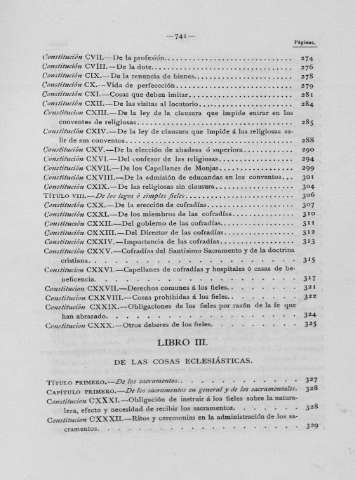 —741—
Páginas.
Constitución CVII.—De la profesión. 274
Constitución CVIII.—De la dote. 276
Constitución CIX.—De la renuncia de bienes. 278
Constitución CX.—Vida de perfección. 279
Constitución CXI.—Cosas que deben imitar. 281
Constitución CXII.—De las visitas al locutorio. 284
Constitución CXIII.—De la ley de la clausura que impide entrar en los
conventos de religiosas. 285
Constitución CXIV.—De la ley de clausura que impide á las religiosas sa-
lir de sus conventos. 288
Constitución CXV.—De la elección de abadesa ó superiora. 290
Constitución CXVI.—Del confesor de las religiosas. 294
Constitución CXVII.—De los Capellanes de Monjas. 299
Constitución CXVIII.—De la admisión de educandas en los conventos. 301
Constitución CXIX.—De las religiosas sin clausura. 304
TÍTULO VIII.—De los legos ó simples fieles. 306
Constitución CXX.—De la erección de cofradías. 307
Constitución CXXI.—De los miembros de las cofradías. 310
Constitución CXXII.—Del gobierno de las cofradías. 311
Constitución CXXIII.—Del Director de las cofradías. 312
Constitución CXXIV.—Importancia de las cofradías. 313
Constitución CXXV.—Cofradías del Santísimo Sacramento y de la doctrina
cristiana. 315
Constitución CXXVI.—Capellanes de cofradías y hospitales ó casas de be-
neficencia. 317
Constitución CXXVII.—Derechos comunes á los fieles. 321
Constitución CXXVIII.—Cosas prohibidas á los fieles. 322
Constitución CXXIX.—Obligaciones de los fieles por razón de la fe que
han abrazado. 324
Constitución CXXX.—Otros deberes de los fieles. 325
LIBRO III.
DE LAS COSAS ECLESIÁSTICAS.
TÍTULO PRIMERO.—De los sacramentos. 327
CAPÍTULO PRIMERO.—De los sacramentos en general y de los sacramentales. 328
Constitución CXXXI.—Obligación de instruir á los fieles sobre la natura-
leza, efecto y necesidad de recibir los sacramentos. 328
Constitución CXXXII.—Ritos y ceremonias en la administración de los sa-
cramentos. 329